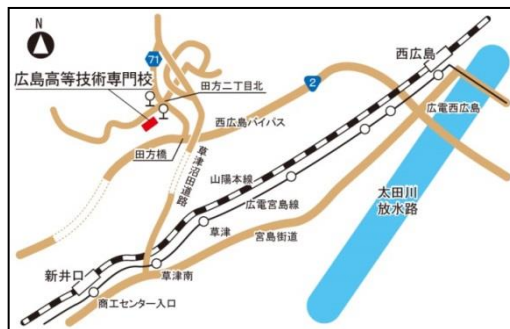 N
71
広島高等技術専門校
田方二丁目北
西広島
2
広電西広島
西広島バイパス
田方橋
草津沼田道路
山陽本線
広電宮島線
太田川
放水路
草津
宮島街道
新井口
草津南
商工センター入口